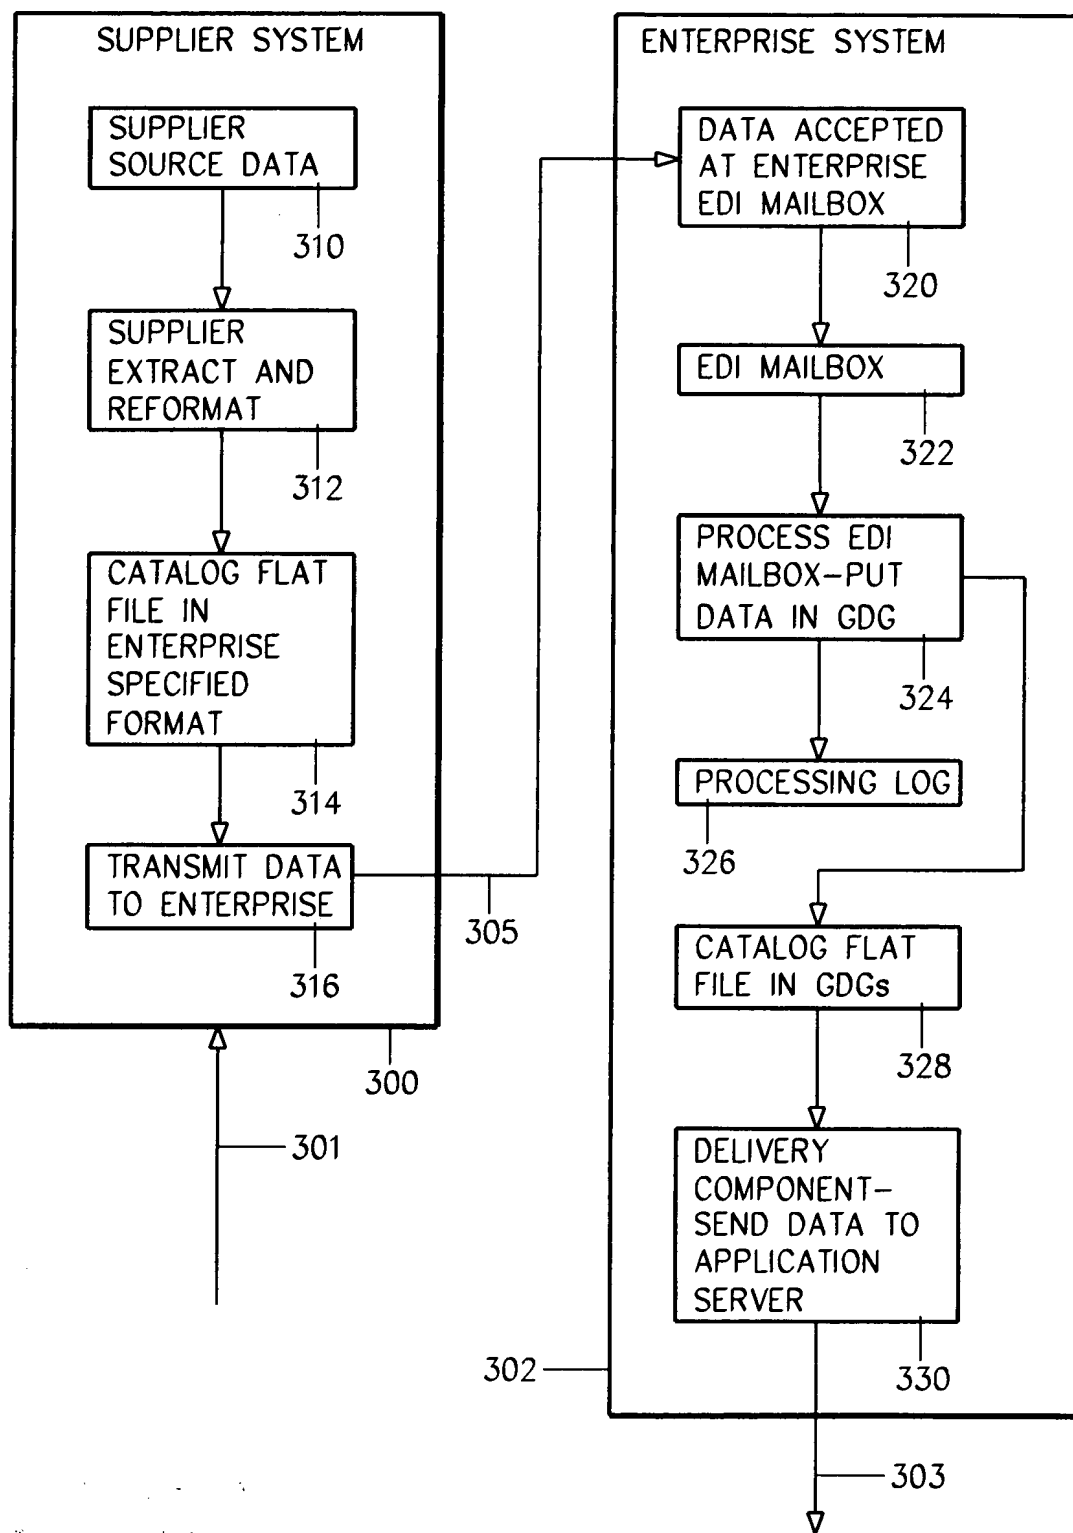 SUPPLIER SYSTEM
SUPPLIER
SOURCE DATA
310
SUPPLIER
EXTRACT AND
REFORMAT
312
CATALOG FLAT
FILE IN
ENTERPRISE
SPECIFIED
FORMAT
314
TRANSMIT DATA
TO ENTERPRISE
316
300
301
305
ENTERPRISE SYSTEM
DATA ACCEPTED
AT ENTERPRISE
EDI MAILBOX
320
EDI MAILBOX
322
PROCESS EDI
MAILBOX-PUT
DATA IN GDG
324
PROCESSING LOG
326
CATALOG FLAT
FILE IN GDGs
328
DELIVERY
COMPONENT-
SEND DATA TO
APPLICATION
SERVER
330
302
303